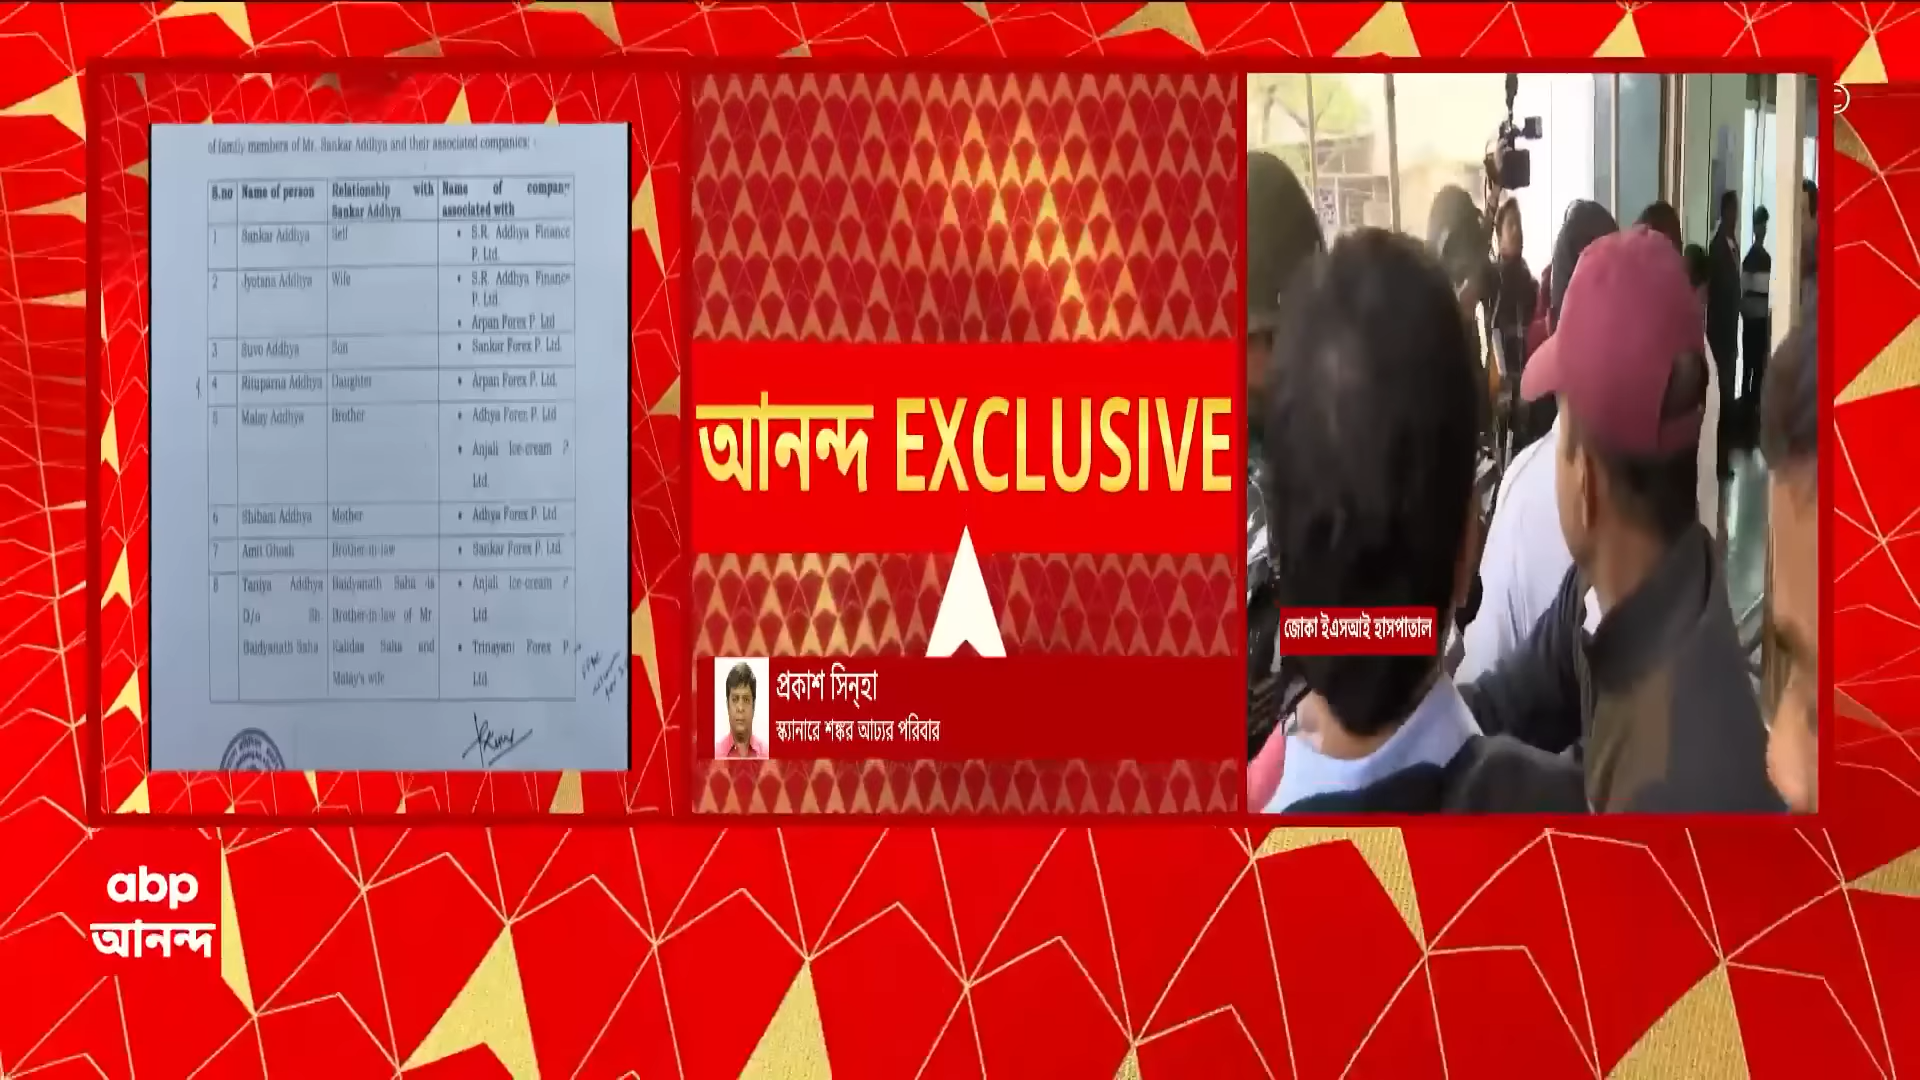 of family members of Mr. Sankar Addhya and their associated companies:
S.no Name of person Relationship with Sankar Addhya Name of company associated with
1 Sankar Addhya Self S.R. Addhya Finance P. Ltd.
2 Jyotsna Addhya Wife S.R. Addhya Finance P. Ltd.
Arpan Forex P. Ltd
3 Suvo Addhya Son Sankar Forex P. Ltd.
4 Rituparna Addhya Daughter Arpan Forex P. Ltd.
5 Malay Addhya Brother Adhya Forex P. Ltd
Anjali Ice-cream P Ltd.
6 Shibani Addhya Mother Adhya Forex P. Ltd
7 Amit Ghosh Brother-in-law Sankar Forex P. Ltd.
8 Taniya Addhya D/o Sh. Baidyanath Saha Baidyanath Saha is Brother-in-law of Mr Kalidas Saha and Malay's wife Anjali Ice-cream P Ltd
Trinayani Forex P Ltd
আনন্দ EXCLUSIVE
প্রকাশ সিন্‌হা
স্ক্যানারে শঙ্কর আঢ্যর পরিবার
জোকা ইএসআই হাসপাতাল
abp
আনন্দ